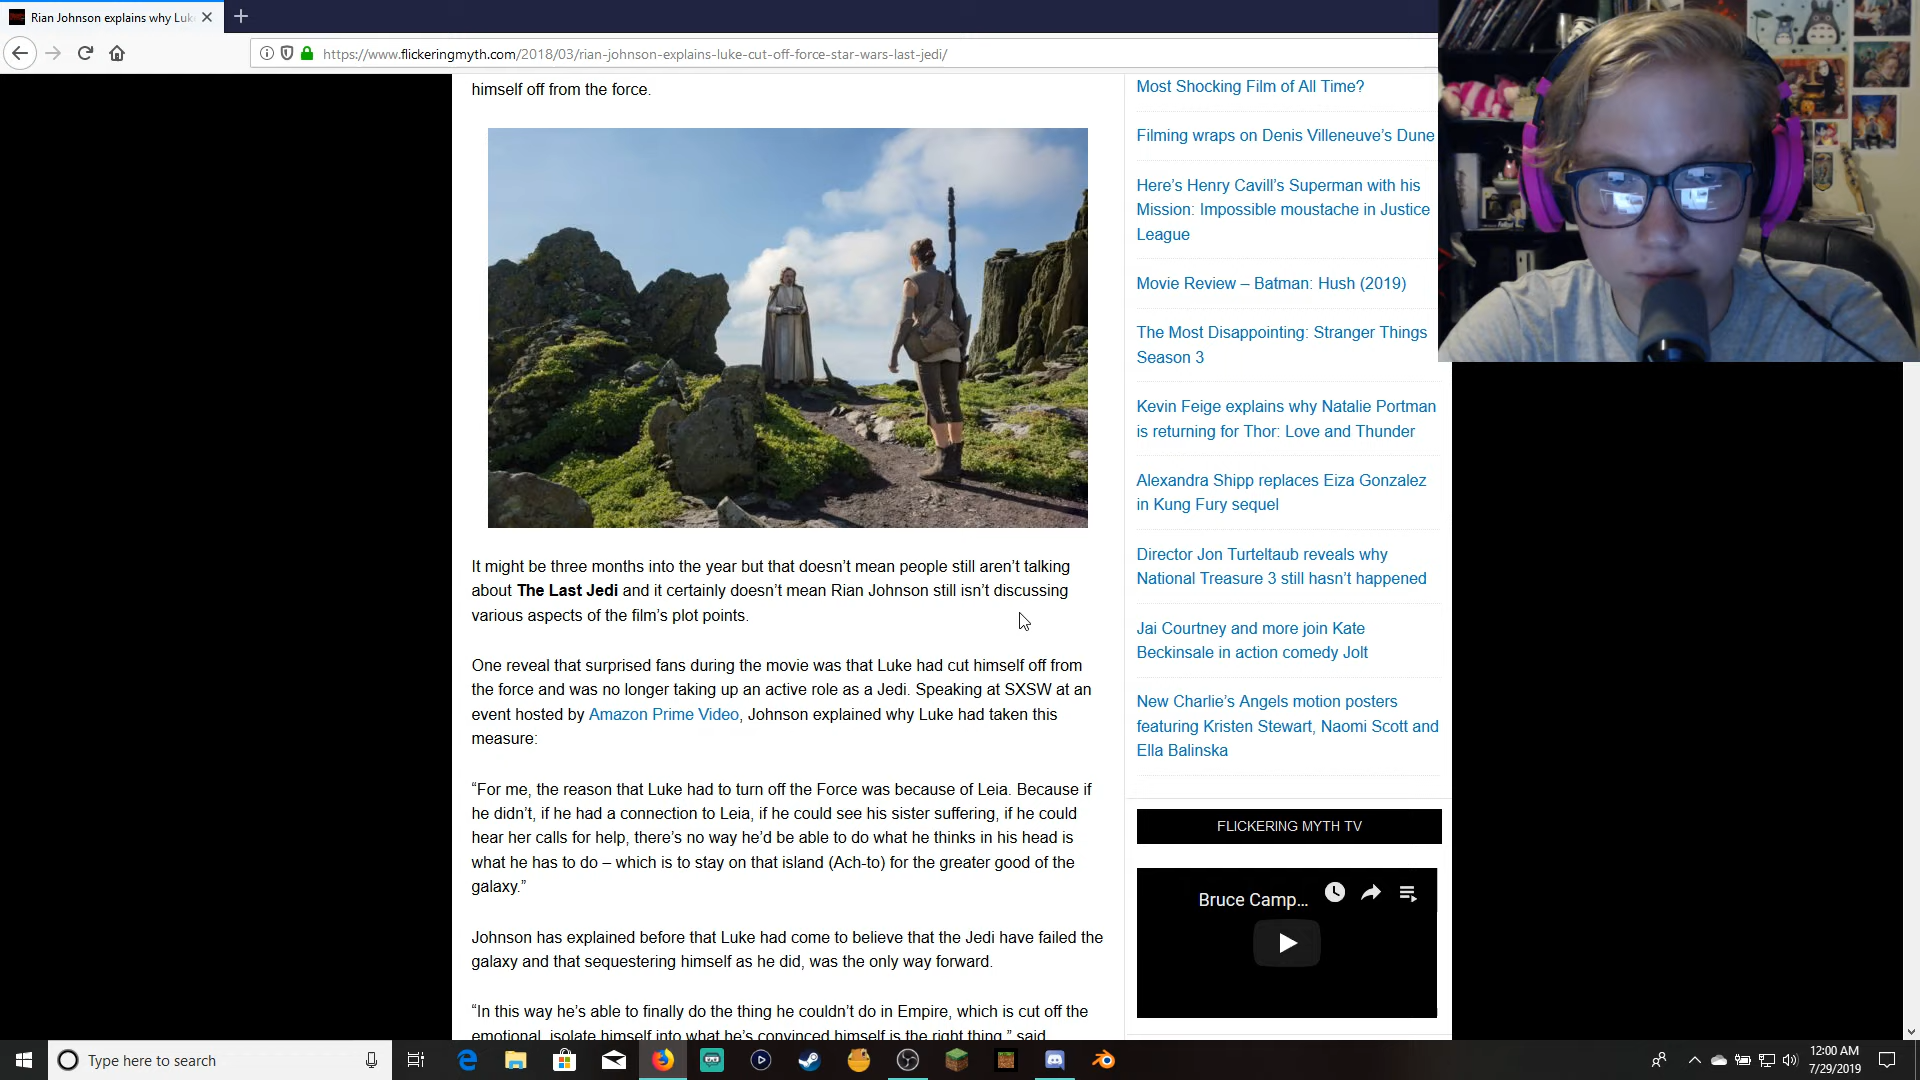 Rian Johnson explains why Luk
https://www.flickeringmyth.com/2018/03/rian-johnson-explains-luke-cut-off-force-star-wars-last-jedi/
himself off from the force.
It might be three months into the year but that doesn’t mean people still aren’t talking
about The Last Jedi and it certainly doesn’t mean Rian Johnson still isn’t discussing
various aspects of the film’s plot points.
One reveal that surprised fans during the movie was that Luke had cut himself off from
the force and was no longer taking up an active role as a Jedi. Speaking at SXSW at an
event hosted by Amazon Prime Video, Johnson explained why Luke had taken this
measure:
“For me, the reason that Luke had to turn off the Force was because of Leia. Because if
he didn’t, if he had a connection to Leia, if he could see his sister suffering, if he could
hear her calls for help, there’s no way he’d be able to do what he thinks in his head is
what he has to do – which is to stay on that island (Ach-to) for the greater good of the
galaxy.”
Johnson has explained before that Luke had come to believe that the Jedi have failed the
galaxy and that sequestering himself as he did, was the only way forward.
“In this way he’s able to finally do the thing he couldn’t do in Empire, which is cut off the
emotional, isolate himself into what he’s convinced himself is the right thing,” said
Most Shocking Film of All Time?
Filming wraps on Denis Villeneuve’s Dune
Here’s Henry Cavill’s Superman with his
Mission: Impossible moustache in Justice
League
Movie Review – Batman: Hush (2019)
The Most Disappointing: Stranger Things
Season 3
Kevin Feige explains why Natalie Portman
is returning for Thor: Love and Thunder
Alexandra Shipp replaces Eiza Gonzalez
in Kung Fury sequel
Director Jon Turteltaub reveals why
National Treasure 3 still hasn’t happened
Jai Courtney and more join Kate
Beckinsale in action comedy Jolt
New Charlie’s Angels motion posters
featuring Kristen Stewart, Naomi Scott and
Ella Balinska
FLICKERING MYTH TV
Bruce Camp...
Type here to search
12:00 AM
7/29/2019